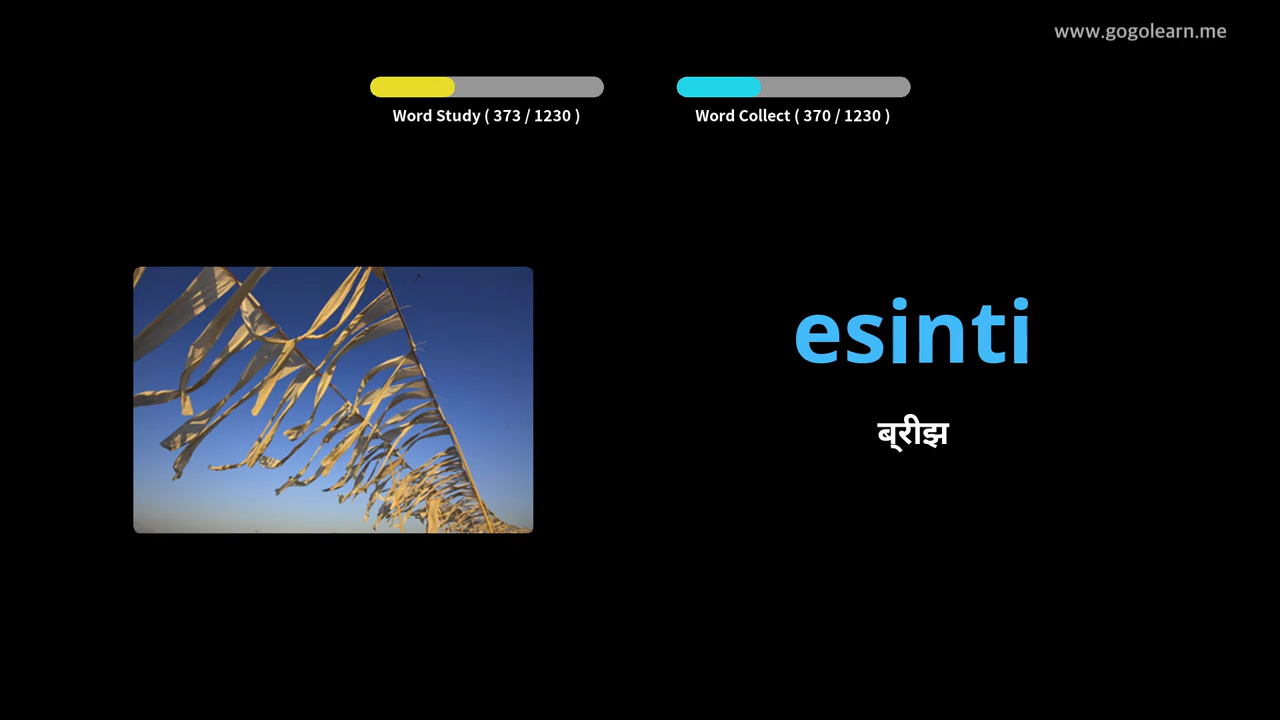 www.gogolearn.me
Word Study ( 373 / 1230 )
Word Collect ( 370 / 1230 )
esinti
ब्रीझ